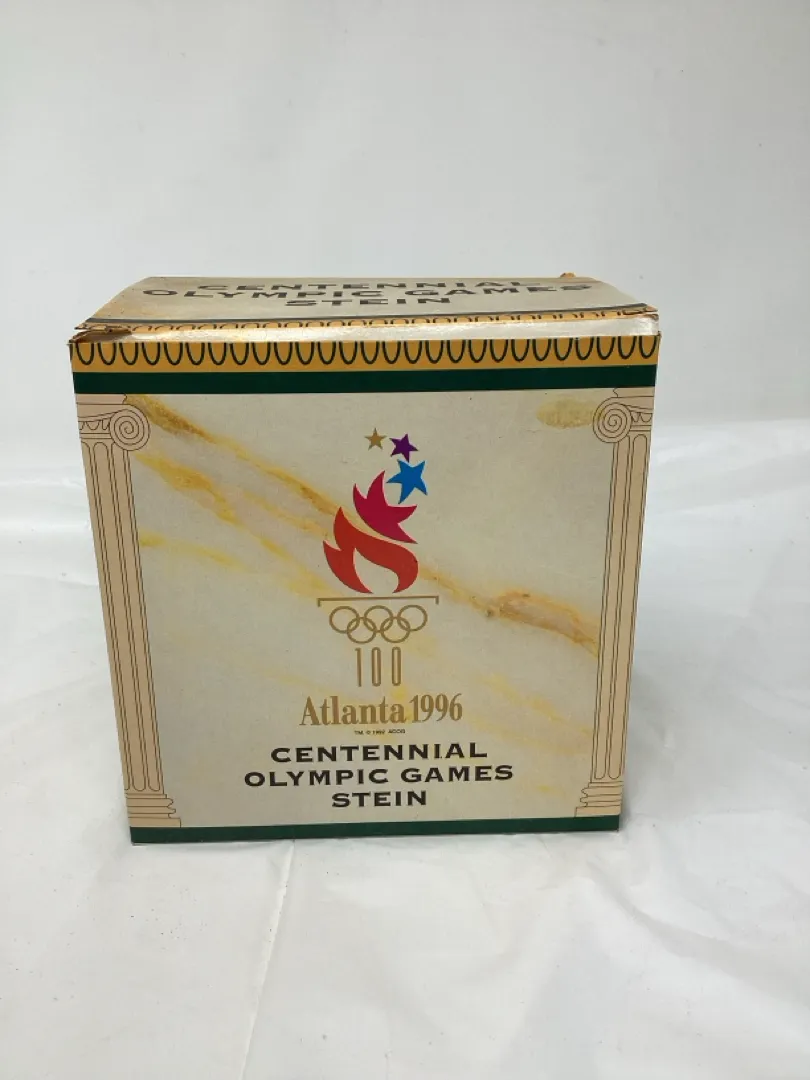 CENTENNIAL
OLYMPIC GAMES
STEIN
100
Atlanta 1996
CENTENNIAL
OLYMPIC GAMES
STEIN